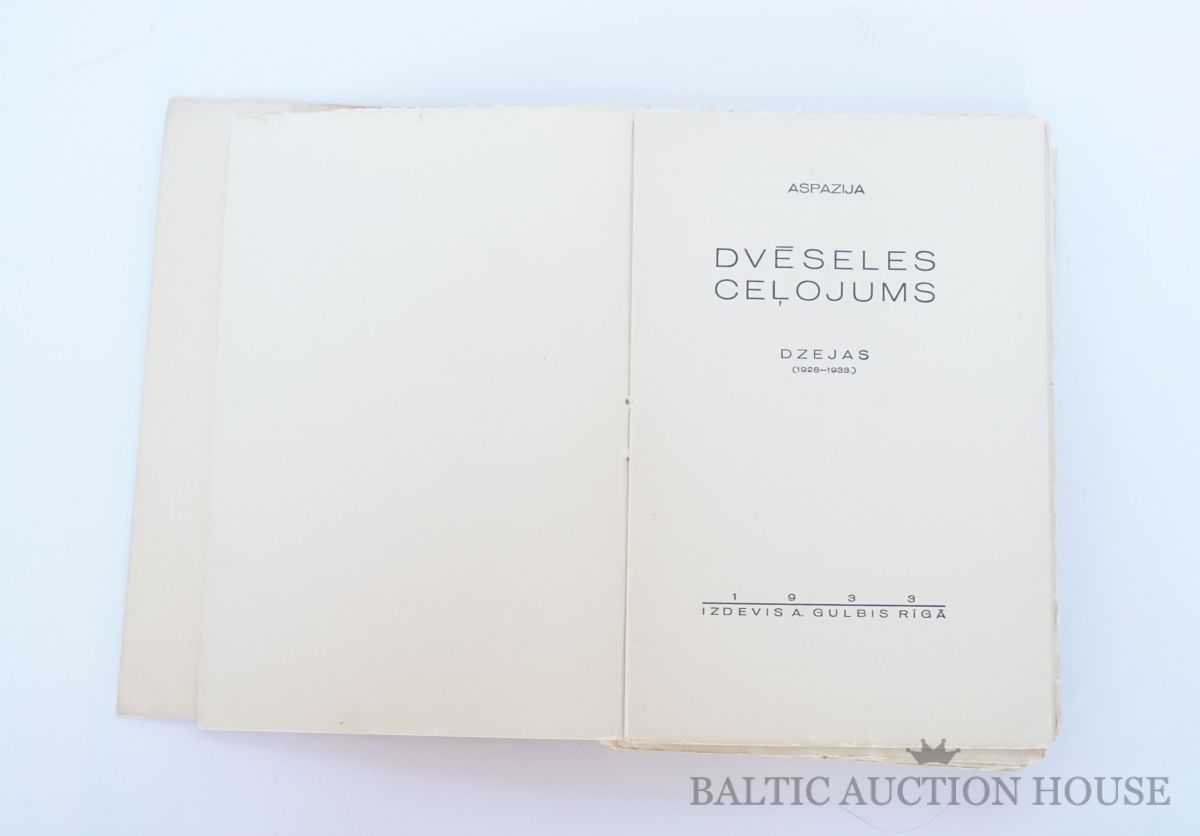 ASPAZIJA
DVĒSELES
CEĻOJUMS
DZEJAS
(1928—1933.)
1 9 3 3
IZDEVIS A. GULBIS RĪGĀ
BALTIC AUCTION HOUSE